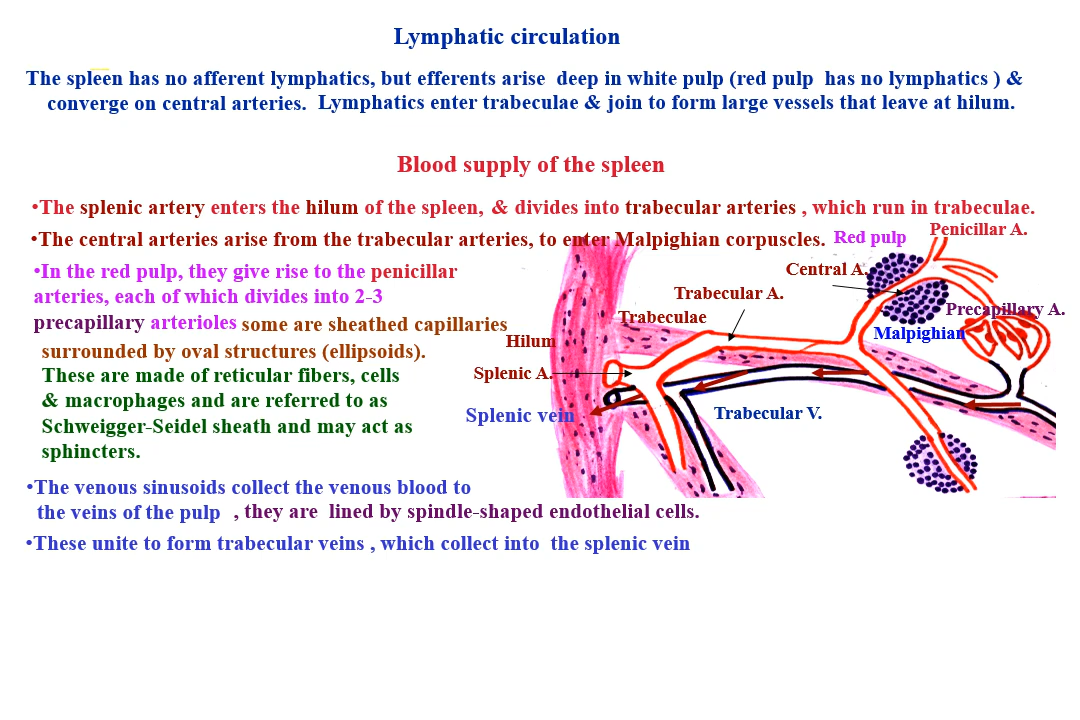 Lymphatic circulation
The spleen has no afferent lymphatics, but efferents arise deep in white pulp (red pulp has no lymphatics ) &
converge on central arteries. Lymphatics enter trabeculae & join to form large vessels that leave at hilum.
Blood supply of the spleen
•The splenic artery enters the hilum of the spleen, & divides into trabecular arteries , which run in trabeculae.
•The central arteries arise from the trabecular arteries, to enter Malpighian corpuscles.
•In the red pulp, they give rise to the penicillar
arteries, each of which divides into 2-3
precapillary arterioles some are sheathed capillaries
surrounded by oval structures (ellipsoids).
These are made of reticular fibers, cells
& macrophages and are referred to as
Schweigger-Seidel sheath and may act as
sphincters.
•The venous sinusoids collect the venous blood to
the veins of the pulp , they are lined by spindle-shaped endothelial cells.
•These unite to form trabecular veins , which collect into the splenic vein
Red pulp
Penicillar A.
Central A.
Trabecular A.
Precapillary A.
Trabeculae
Malpighian
Hilum
Splenic A.
Splenic vein
Trabecular V.